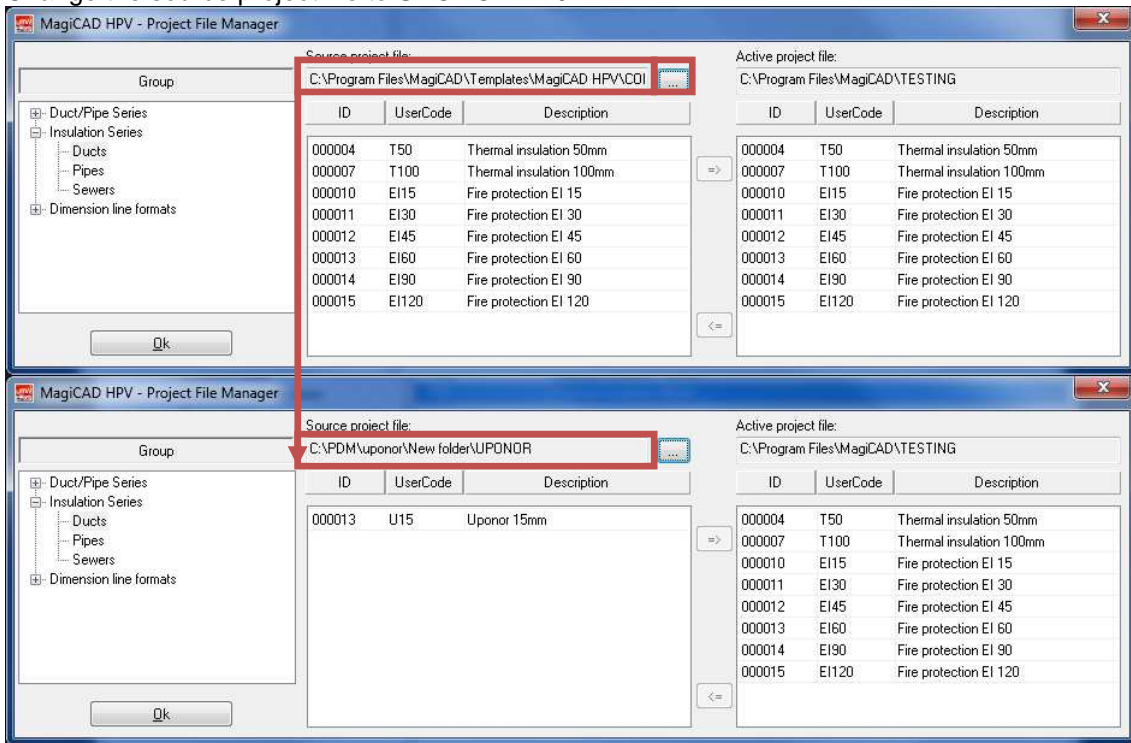 MagiCAD HPV - Project File Manager
Source project file:
Active project file:
Group
C:\Program Files\MagiCAD\Templates\MagiCAD HPV\COI
...
C:\Program Files\MagiCAD\TESTING
Duct/Pipe Series
Insulation Series
Ducts
Pipes
Sewers
Dimension line formats
Ok
ID UserCode Description
000004 T50 Thermal insulation 50mm
000007 T100 Thermal insulation 100mm
000010 EI15 Fire protection EI 15
000011 EI30 Fire protection EI 30
000012 EI45 Fire protection EI 45
000013 EI60 Fire protection EI 60
000014 EI90 Fire protection EI 90
000015 EI120 Fire protection EI 120
=>
<=
ID UserCode Description
000004 T50 Thermal insulation 50mm
000007 T100 Thermal insulation 100mm
000010 EI15 Fire protection EI 15
000011 EI30 Fire protection EI 30
000012 EI45 Fire protection EI 45
000013 EI60 Fire protection EI 60
000014 EI90 Fire protection EI 90
000015 EI120 Fire protection EI 120
MagiCAD HPV - Project File Manager
Source project file:
Active project file:
Group
C:\PDM\uponor\New folder\UPONOR
...
C:\Program Files\MagiCAD\TESTING
Duct/Pipe Series
Insulation Series
Ducts
Pipes
Sewers
Dimension line formats
Ok
ID UserCode Description
000013 U15 Uponor 15mm
=>
<=
ID UserCode Description
000004 T50 Thermal insulation 50mm
000007 T100 Thermal insulation 100mm
000010 EI15 Fire protection EI 15
000011 EI30 Fire protection EI 30
000012 EI45 Fire protection EI 45
000013 EI60 Fire protection EI 60
000014 EI90 Fire protection EI 90
000015 EI120 Fire protection EI 120